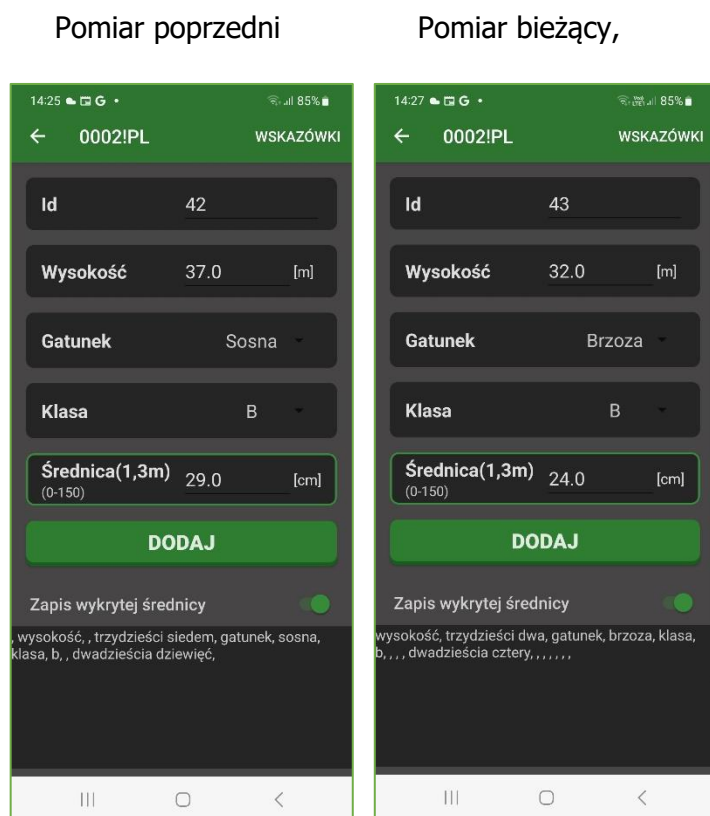 Pomiar poprzedni
Pomiar bieżący,
14:25 G •
85%
0002!PL
WSKAZÓWKI
Id
42
Wysokość
37.0
[m]
Gatunek
Sosna
Klasa
B
Średnica(1,3m)
(0-150)
29.0
[cm]
DODAJ
Zapis wykrytej średnicy
, wysokość, , trzydzieści siedem, gatunek, sosna,
klasa, b, , dwadzieścia dziewięć,
14:27 G •
85%
0002!PL
WSKAZÓWKI
Id
43
Wysokość
32.0
[m]
Gatunek
Brzoza
Klasa
B
Średnica(1,3m)
(0-150)
24.0
[cm]
DODAJ
Zapis wykrytej średnicy
wysokość, trzydzieści dwa, gatunek, brzoza, klasa,
b, , , , dwadzieścia cztery, , , , , , ,